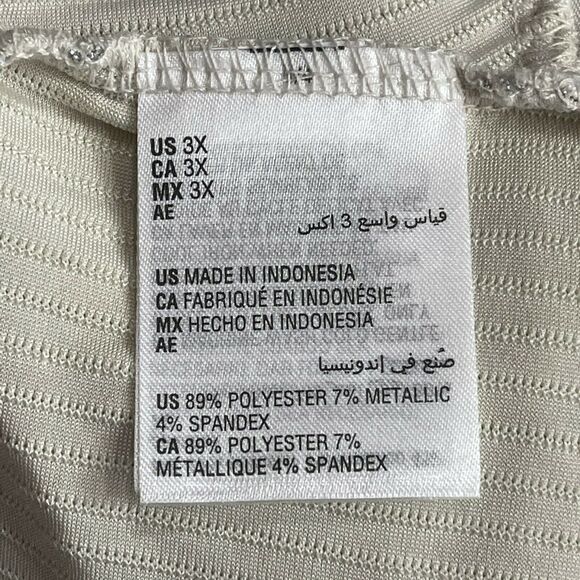 US 3X
CA 3X
MX 3X
AE
قياس واسع 3 اكس
US MADE IN INDONESIA
CA FABRIQUÉ EN INDONÉSIE
MX HECHO EN INDONESIA
AE
صُنع في إندونيسيا
US 89% POLYESTER 7% METALLIC
4% SPANDEX
CA 89% POLYESTER 7%
MÉTALLIQUE 4% SPANDEX